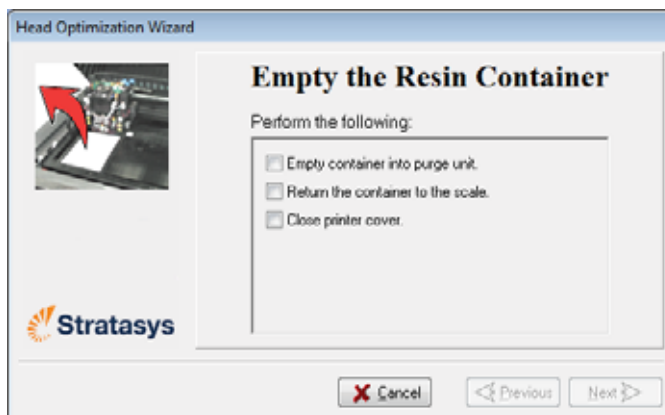 Head Optimization Wizard
Empty the Resin Container
Perform the following:
Empty container into purge unit.
Return the container to the scale.
Close printer cover.
Stratasys
Cancel
Previous
Next